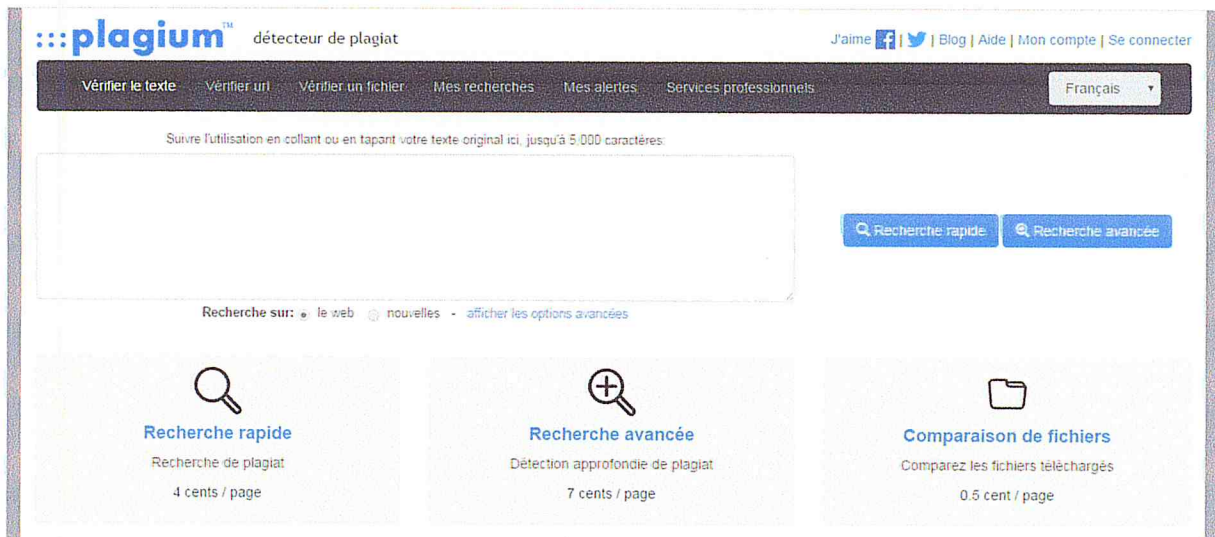 :::plagium™ détecteur de plagiat
J'aime | Blog | Aide | Mon compte | Se connecter
Vérifier le texte Vérifier url Vérifier un fichier Mes recherches Mes alertes Services professionnels Français
Suivre l'utilisation en collant ou en tapant votre texte original ici, jusqu'à 5,000 caractères:
Recherche rapide Recherche avancée
Recherche sur: le web nouvelles - afficher les options avancées
Recherche rapide
Recherche de plagiat
4 cents / page
Recherche avancée
Détection approfondie de plagiat
7 cents / page
Comparaison de fichiers
Comparez les fichiers téléchargés
0.5 cent / page